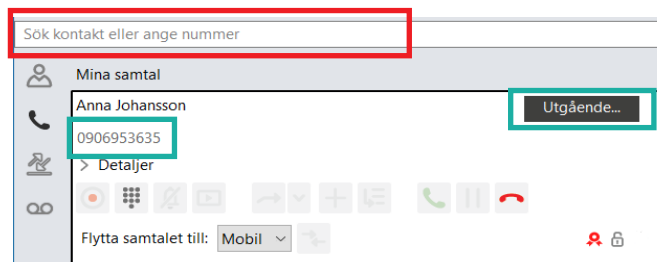 Sök kontakt eller ange nummer
Mina samtal
Anna Johansson
Utgående...
0906953635
> Detaljer
Flytta samtalet till: Mobil